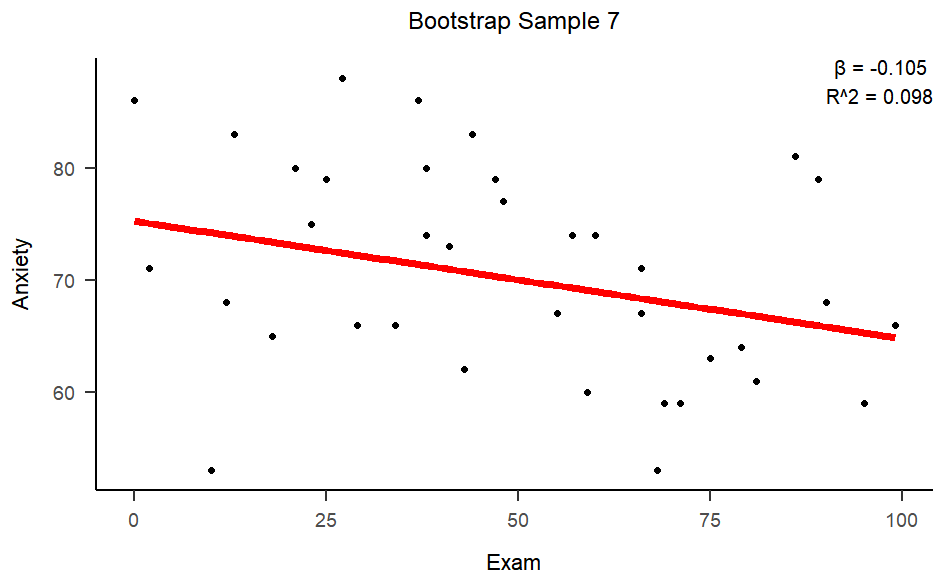 Bootstrap Sample 7
β = -0.105
R^2 = 0.098
Anxiety
80
70
60
0 25 50 75 100
Exam